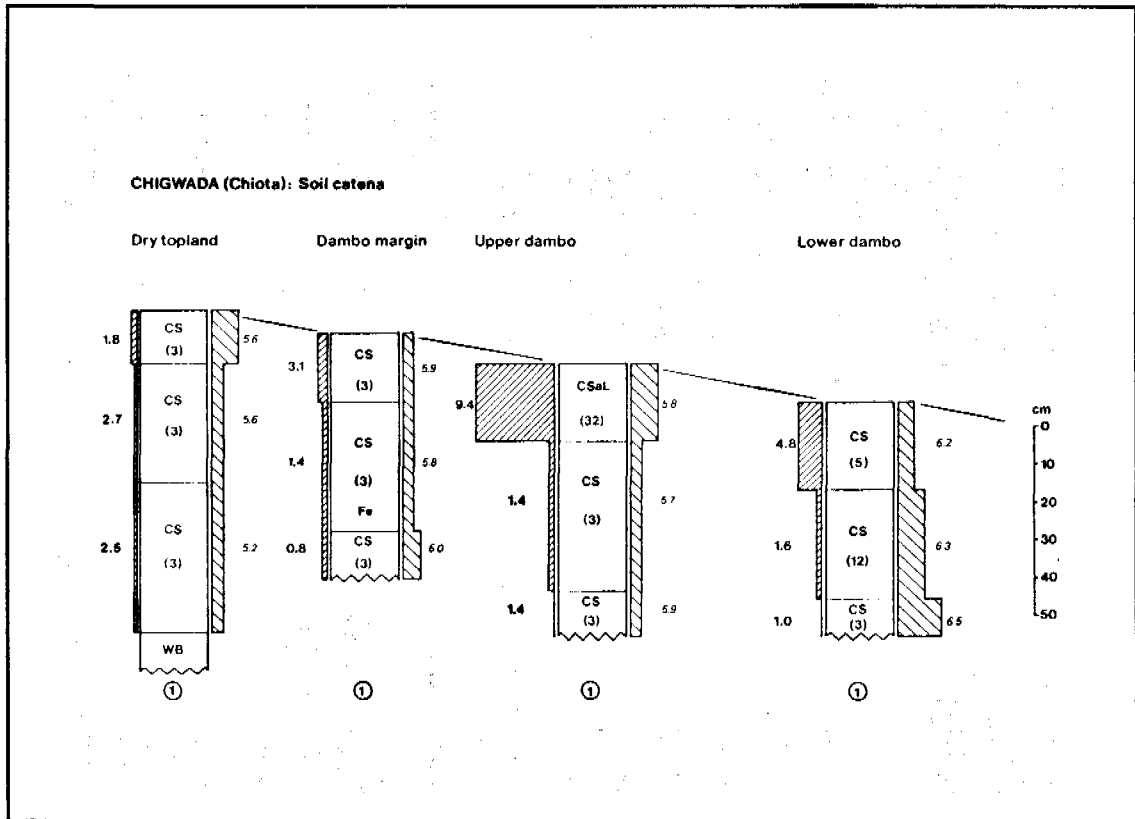 CHIGWADA (Chiota): Soil catena
Dry topland Dambo margin Upper dambo Lower dambo
1.8 CS (3) 5.6
2.7 CS (3) 5.6
2.5 CS (3) 5.2
WB
1
3.1 CS (3) 5.9
1.4 CS (3) Fe 5.8
0.8 CS (3) 6.0
1
9.4 CSaL (32) 5.8
1.4 CS (3) 5.7
1.4 CS (3) 5.9
1
4.8 CS (5) 6.2
1.6 CS (12) 6.3
1.0 CS (3) 6.5
1
cm
0
10
20
30
40
50